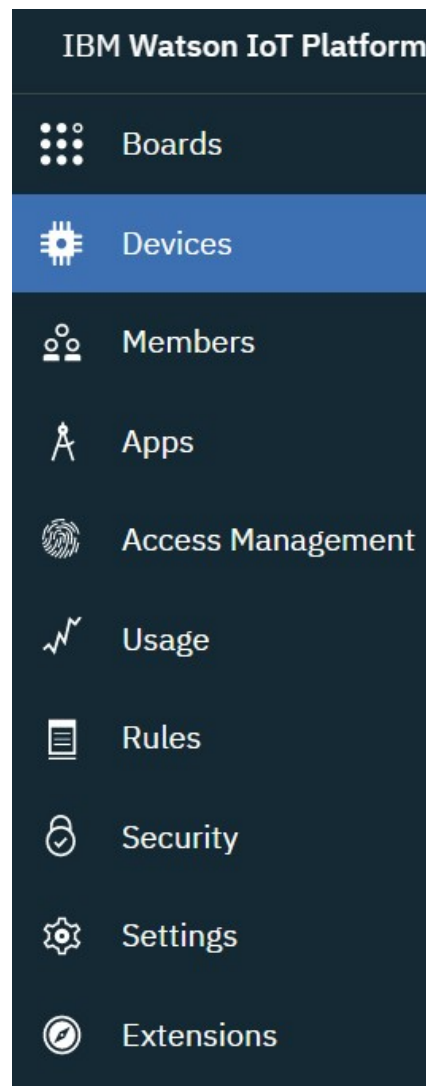 IBM Watson IoT Platform
Boards
Devices
Members
Apps
Access Management
Usage
Rules
Security
Settings
Extensions